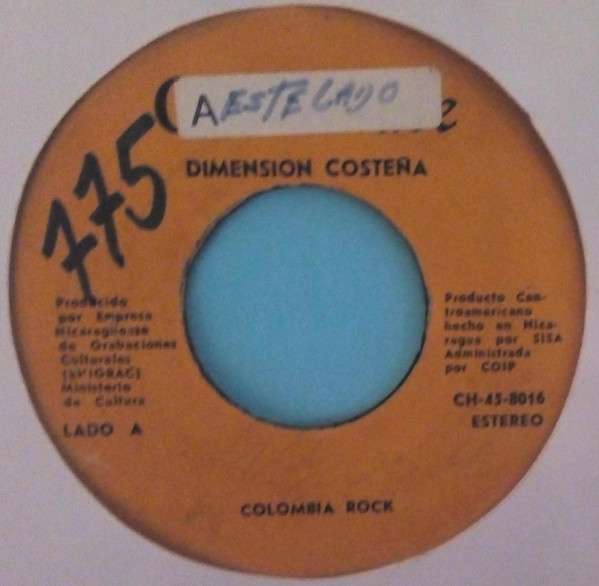 A ESTE LADO
775
DIMENSION COSTEÑA
Producido
por Empresa
Nicaragüense
de Grabaciones
Culturales
Ministerio
de Cultura
LADO A
Producto Cen-
troamericano
hecho en Nica-
ragua por SISA
Administrada
por COIP
CH-45-8016
ESTEREO
COLOMBIA ROCK